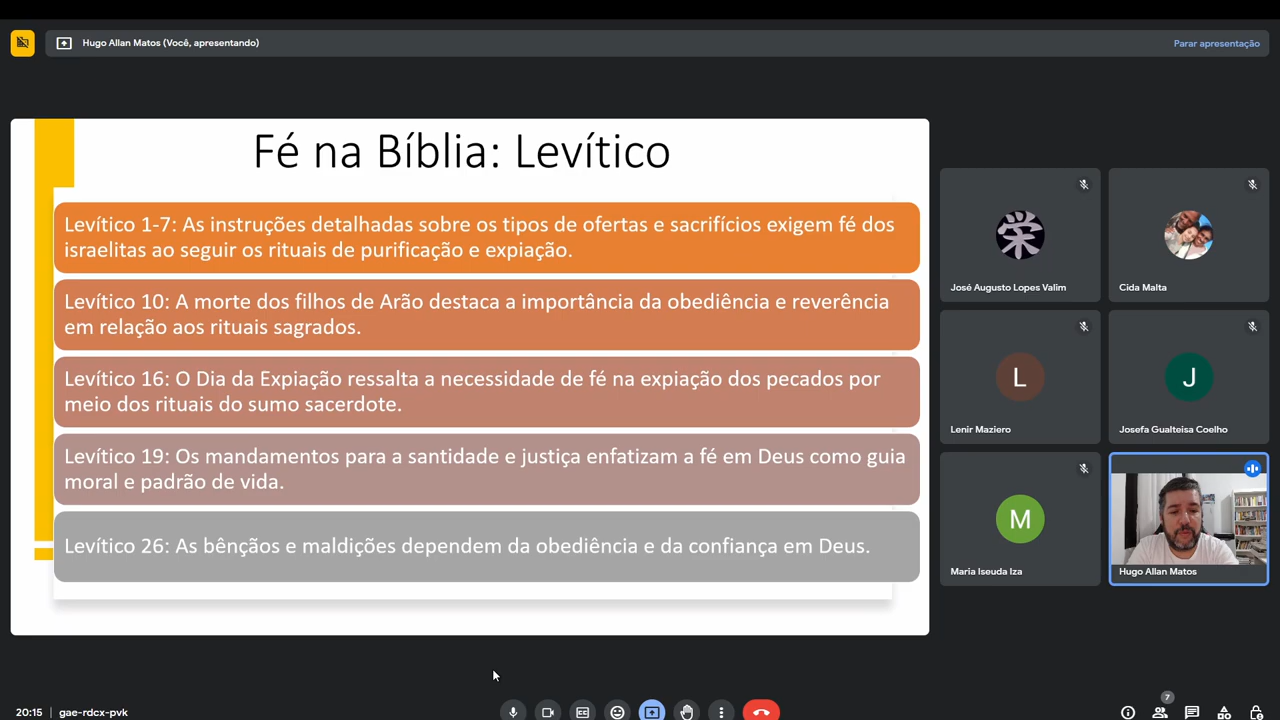 Hugo Allan Matos (Você, apresentando)
Parar apresentação
Fé na Bíblia: Levítico
Levítico 1-7: As instruções detalhadas sobre os tipos de ofertas e sacrifícios exigem fé dos
israelitas ao seguir os rituais de purificação e expiação.
Levítico 10: A morte dos filhos de Arão destaca a importância da obediência e reverência
em relação aos rituais sagrados.
Levítico 16: O Dia da Expiação ressalta a necessidade de fé na expiação dos pecados por
meio dos rituais do sumo sacerdote.
Levítico 19: Os mandamentos para a santidade e justiça enfatizam a fé em Deus como guia
moral e padrão de vida.
Levítico 26: As bênçãos e maldições dependem da obediência e da confiança em Deus.
栄
José Augusto Lopes Valim
Cida Malta
L
Lenir Maziero
J
Josefa Gualteisa Coelho
M
Maria Iseuda Iza
Hugo Allan Matos
20:15
gae-rdcx-pvk
7